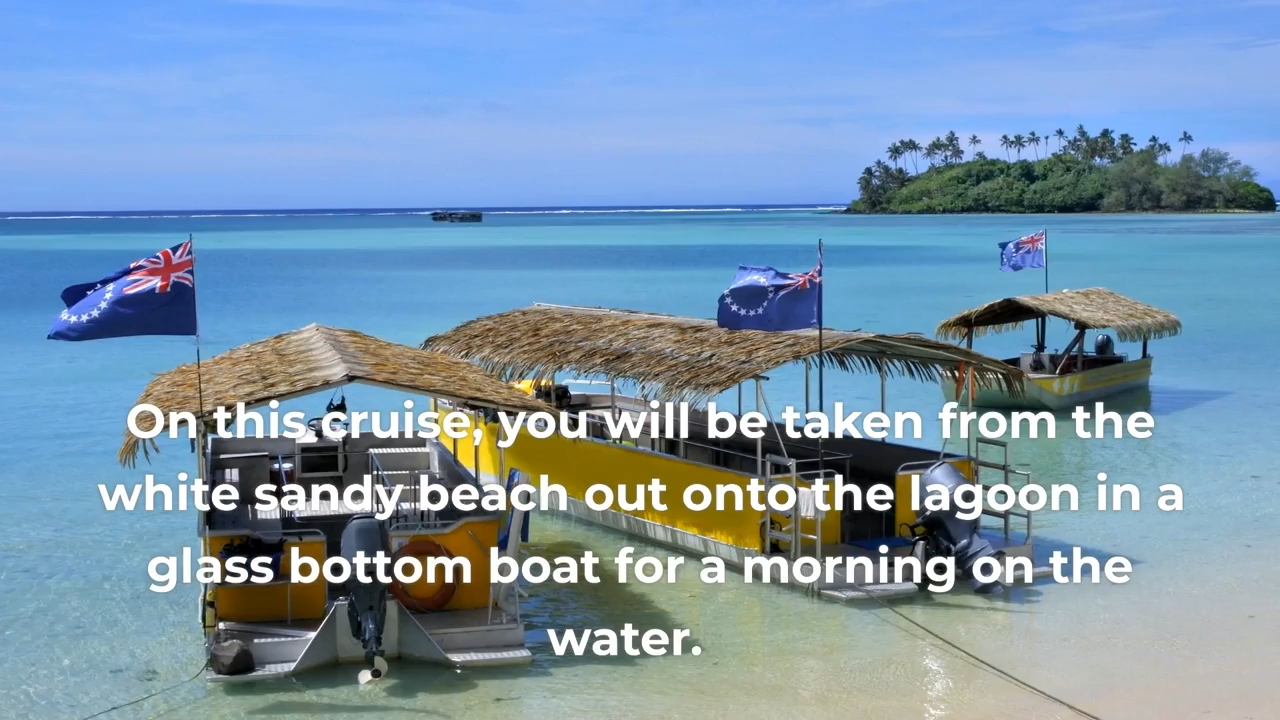 On this cruise, you will be taken from the
white sandy beach out onto the lagoon in a
glass bottom boat for a morning on the
water.